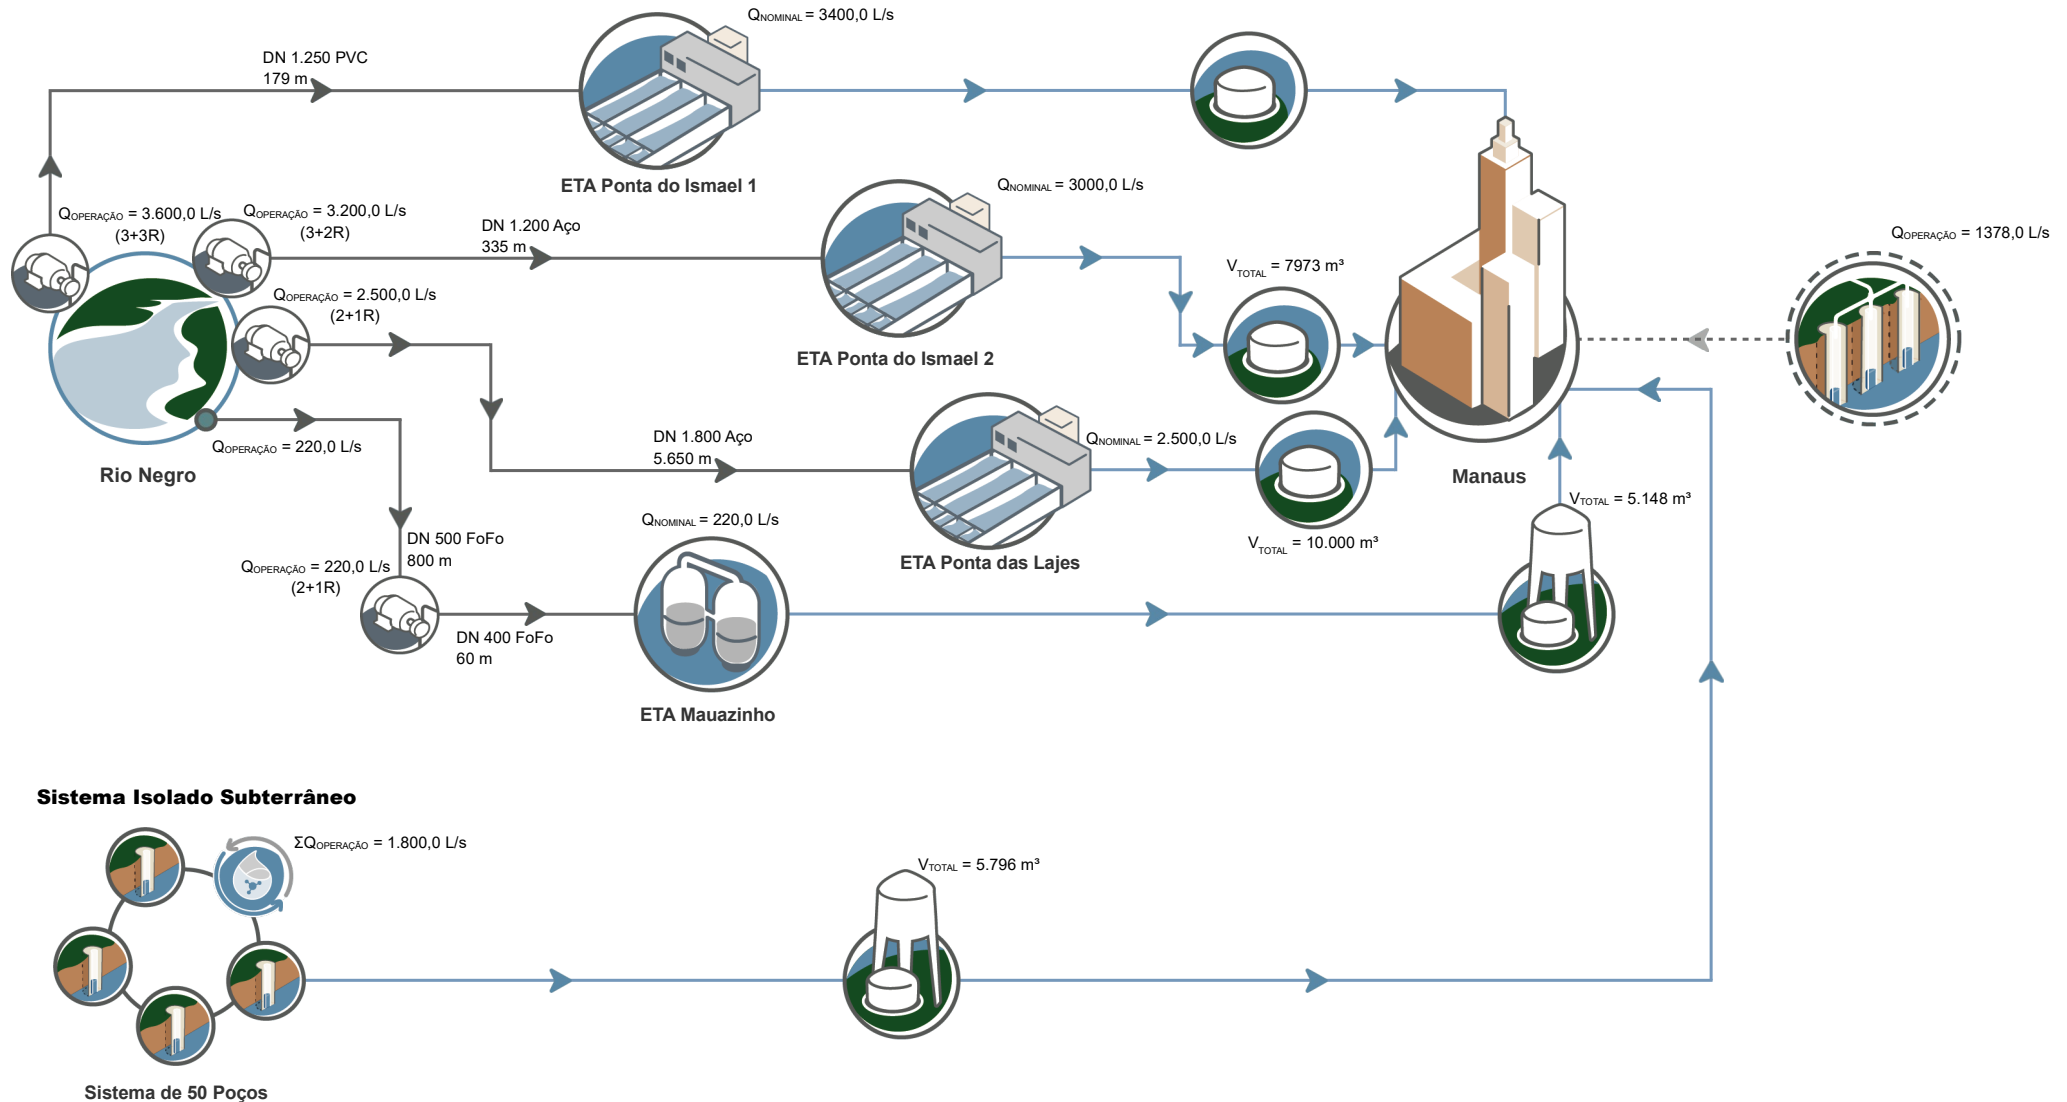 QNOMINAL = 3400,0 L/s
DN 1.250 PVC
179 m
ETA Ponta do Ismael 1
QNOMINAL = 3000,0 L/s
QOPERAÇÃO = 3.600,0 L/s
(3+3R)
QOPERAÇÃO = 3.200,0 L/s
(3+2R)
DN 1.200 Aço
335 m
QOPERAÇÃO = 1378,0 L/s
VTOTAL = 7973 m³
QOPERAÇÃO = 2.500,0 L/s
(2+1R)
ETA Ponta do Ismael 2
QOPERAÇÃO = 220,0 L/s
Rio Negro
DN 1.800 Aço
5.650 m
QNOMINAL = 2.500,0 L/s
Manaus
VTOTAL = 5.148 m³
QNOMINAL = 220,0 L/s
VTOTAL = 10.000 m³
DN 500 FoFo
800 m
ETA Ponta das Lajes
QOPERAÇÃO = 220,0 L/s
(2+1R)
DN 400 FoFo
60 m
ETA Mauazinho
Sistema Isolado Subterrâneo
ΣQOPERAÇÃO = 1.800,0 L/s
VTOTAL = 5.796 m³
Sistema de 50 Poços